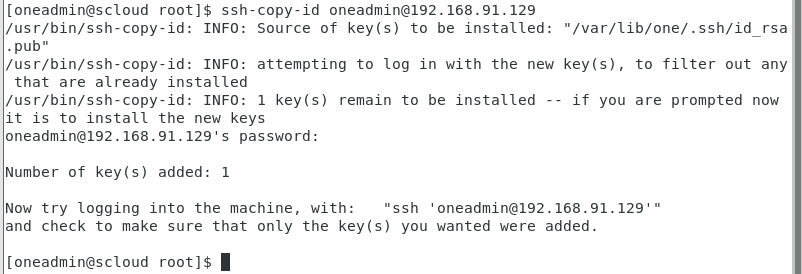 [oneadmin@scloud root]$ ssh-copy-id oneadmin@192.168.91.129
/usr/bin/ssh-copy-id: INFO: Source of key(s) to be installed: "/var/lib/one/.ssh/id_rsa
.pub"
/usr/bin/ssh-copy-id: INFO: attempting to log in with the new key(s), to filter out any
 that are already installed
/usr/bin/ssh-copy-id: INFO: 1 key(s) remain to be installed -- if you are prompted now
it is to install the new keys
oneadmin@192.168.91.129's password:

Number of key(s) added: 1

Now try logging into the machine, with:   "ssh 'oneadmin@192.168.91.129'"
and check to make sure that only the key(s) you wanted were added.

[oneadmin@scloud root]$